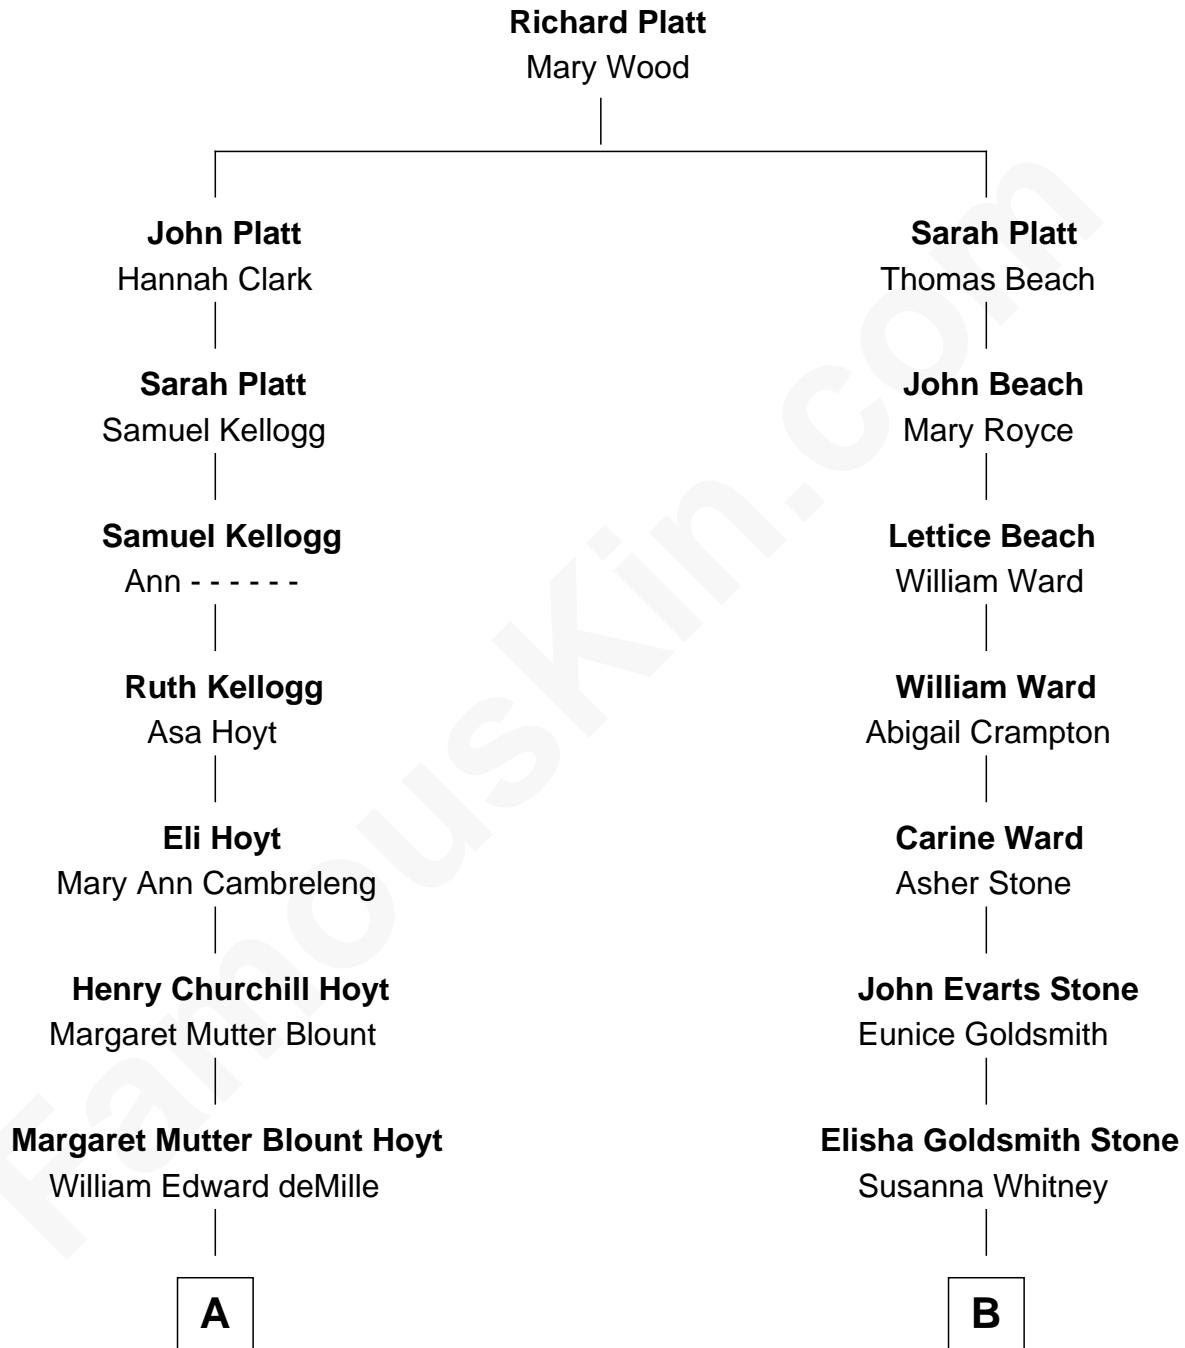 Richard Platt
Mary Wood
John Platt
Hannah Clark
Sarah Platt
Thomas Beach
Sarah Platt
Samuel Kellogg
John Beach
Mary Royce
Samuel Kellogg
Ann - - - - - -
Lettice Beach
William Ward
Ruth Kellogg
Asa Hoyt
William Ward
Abigail Crampton
Eli Hoyt
Mary Ann Cambreleng
Carine Ward
Asher Stone
Henry Churchill Hoyt
Margaret Mutter Blount
John Evarts Stone
Eunice Goldsmith
Margaret Mutter Blount Hoyt
William Edward deMille
Elisha Goldsmith Stone
Susanna Whitney
A
B
FamousKin.com